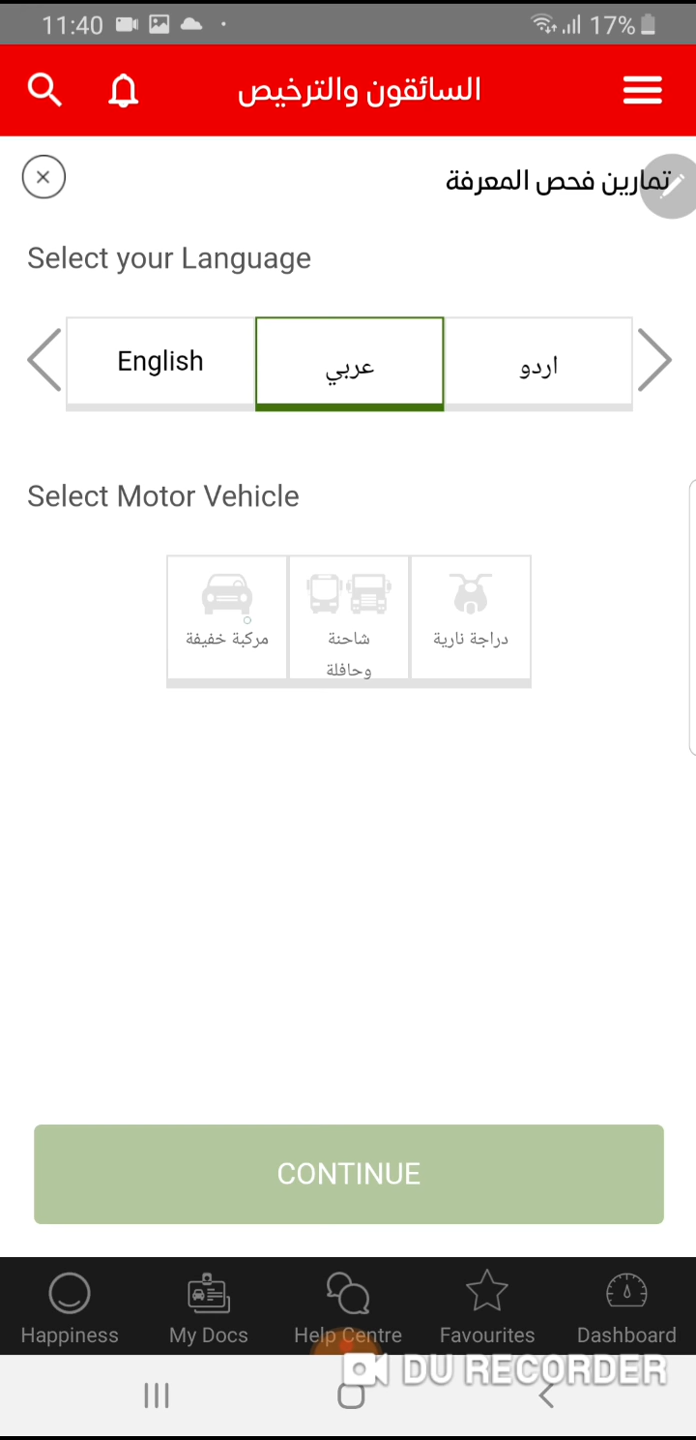 11:40
17%
السائقون والترخيص
تمارين فحص المعرفة
Select your Language
English
عربي
اردو
Select Motor Vehicle
مركبة خفيفة
شاحنة
وحافلة
دراجة نارية
CONTINUE
Happiness
My Docs
Help Centre
Favourites
Dashboard
DU RECORDER